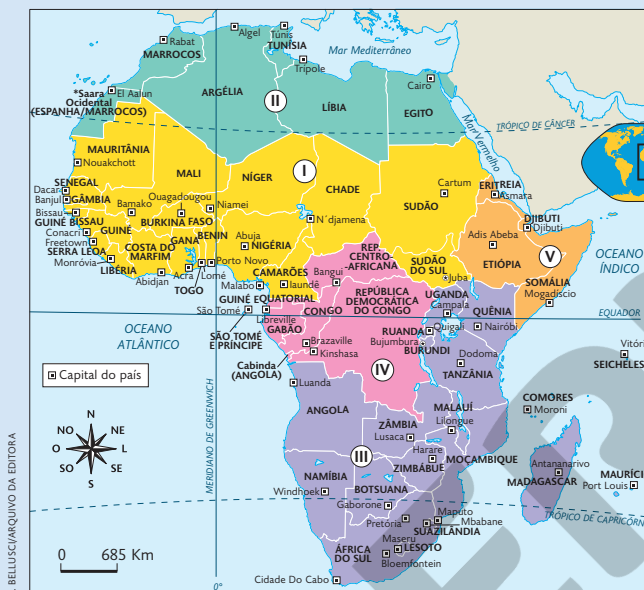 Rabat
MARROCOS
Argel
Túnis
TUNÍSIA
Mar Mediterrâneo
Trípole
*Saara
Ocidental
El Aaiun
(ESPANHA/MARROCOS)
ARGÉLIA
II
LÍBIA
Cairo
EGITO
Mar Vermelho
TRÓPICO DE CÂNCER
MAURITÂNIA
Nouakchott
MALI
NÍGER
I
CHADE
SUDÃO
Cartum
ERITREIA
Asmara
SENEGAL
Dacar
Banjul
GÂMBIA
Bissau
GUINÉ BISSAU
Bamako
Ouagadougou
BURKINA FASO
Niamei
N'djamena
DJIBUTI
Djibuti
Conacri
GUINÉ
Freetown
SERRA LEOA
Monróvia
LIBÉRIA
COSTA DO
MARFIM
GANA
BENIN
Abuja
NIGÉRIA
Porto Novo
Abidjan
Acra
Lomé
TOGO
CAMARÕES
Iaundê
Malabo
REP.
CENTRO-
AFRICANA
Bangui
SUDÃO
DO SUL
Juba
Adis Abeba
ETIÓPIA
V
SOMÁLIA
Mogadiscio
OCEANO
ÍNDICO
GUINÉ EQUATORIAL
São Tomé
Libreville
GABÃO
CONGO
REPÚBLICA
DEMOCRÁTICA
DO CONGO
UGANDA
Campala
QUÊNIA
EQUADOR
OCEANO
ATLÂNTICO
SÃO TOMÉ
E PRÍNCIPE
RUANDA
Quigali
Nairóbi
Brazzaville
Kinshasa
Bujumbura
BURUNDI
Cabinda
(ANGOLA)
IV
Dodoma
TANZÂNIA
Vitóri
SEICHELES
Capital do país
Luanda
ANGOLA
COMORES
Moroni
N
NO
NE
O
L
SO
SE
S
MERIDIANO DE GREENWICH
MALAUÍ
Lilongue
ZÂMBIA
Lusaca
III
Harare
ZIMBÁBUE
MOÇAMBIQUE
Antananarivo
MADAGASCAR
MAURÍCI
Port Louis
NAMÍBIA
Windhoek
BOTSUANA
Gaborone
Pretória
Maputo
Mbabane
SUAZILÂNDIA
TRÓPICO DE CAPRICÓRN
Maseru
LESOTO
ÁFRICA
DO SUL
Bloemfontein
Cidade Do Cabo
0
685 Km
0°
BELLUSCI/ARQUIVO DA EDITORA